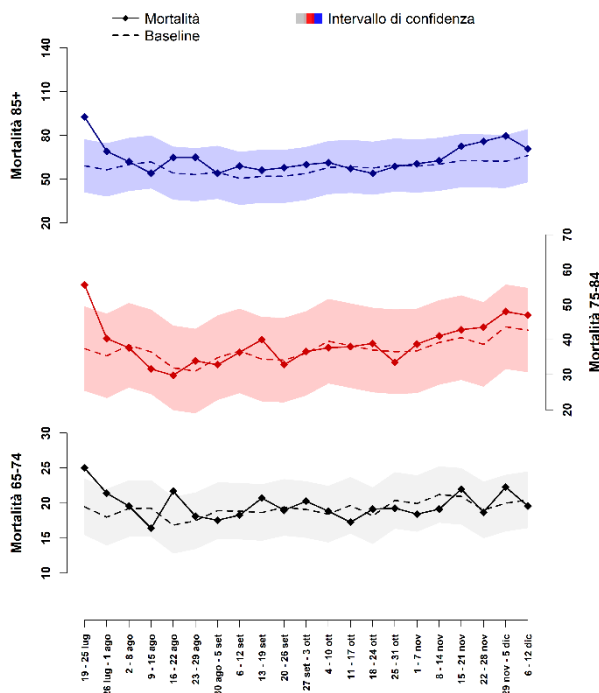 Mortalità
Baseline
Intervallo di confidenza
Mortalità 85+
140
110
80
50
20
Mortalità 75-84
70
60
50
40
30
20
Mortalità 65-74
30
25
20
15
10
19 - 25 lug
26 lug - 1 ago
2 - 8 ago
9 - 15 ago
16 - 22 ago
23 - 29 ago
30 ago - 5 set
6 - 12 set
13 - 19 set
20 - 26 set
27 set - 3 ott
4 - 10 ott
11 - 17 ott
18 - 24 ott
25 - 31 ott
1 - 7 nov
8 - 14 nov
15 - 21 nov
22 - 28 nov
29 nov - 5 dic
6 - 12 dic